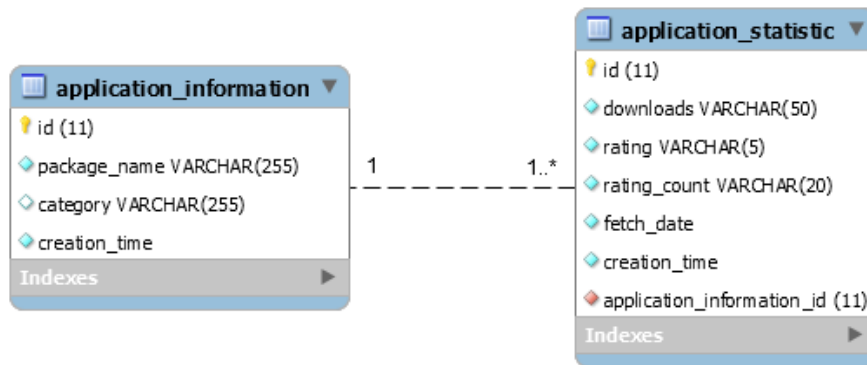 application_information
id (11)
package_name VARCHAR(255)
category VARCHAR(255)
creation_time
Indexes
1
1..*
application_statistic
id (11)
downloads VARCHAR(50)
rating VARCHAR(5)
rating_count VARCHAR(20)
fetch_date
creation_time
application_information_id (11)
Indexes